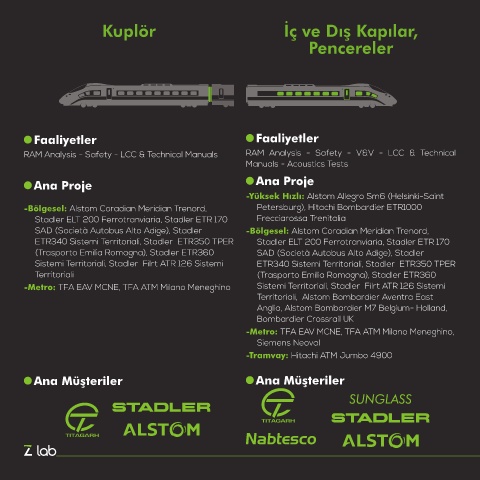 Kuplör
Faaliyetler
RAM Analysis - Safety - LCC & Technical Manuals
Ana Proje
-Bölgesel: Alstom Coradian Meridian Trenord,
Stadler ELT 200 Ferrotranviaria, Stadler ETR 170
SAD (Società Autobus Alto Adige), Stadler
ETR340 Sistemi Territoriali, Stadler ETR350 TPER
(Trasporto Emilia Romagna), Stadler ETR360
Sistemi Territoriali, Stadler Flirt ATR 126 Sistemi
Territoriali
-Metro: TFA EAV MCNE, TFA ATM Milano Meneghino
Ana Müşteriler
TITAGARH
STADLER
ALSTOM
İç ve Dış Kapılar,
Pencereler
Faaliyetler
RAM Analysis - Safety - V&V - LCC & Technical
Manuals - Acoustics Tests
Ana Proje
-Yüksek Hızlı: Alstom Allegro Sm6 (Helsinki-Saint
Petersburg), Hitachi Bombardier ETR1000
Frecciarossa Trenitalia
-Bölgesel: Alstom Coradian Meridian Trenord,
Stadler ELT 200 Ferrotranviaria, Stadler ETR 170
SAD (Società Autobus Alto Adige), Stadler
ETR340 Sistemi Territoriali, Stadler ETR350 TPER
(Trasporto Emilia Romagna), Stadler ETR360
Sistemi Territoriali, Stadler Flirt ATR 126 Sistemi
Territoriali, Alstom Bombardier Aventra East
Anglia, Alstom Bombardier M7 Belgium- Holland,
Bombardier Crossrail UK
-Metro: TFA EAV MCNE, TFA ATM Milano Meneghino,
Siemens Neoval
-Tramvay: Hitachi ATM Jumbo 4900
Ana Müşteriler
TITAGARH
SUNGLASS
STADLER
Nabtesco
ALSTOM
Z lab